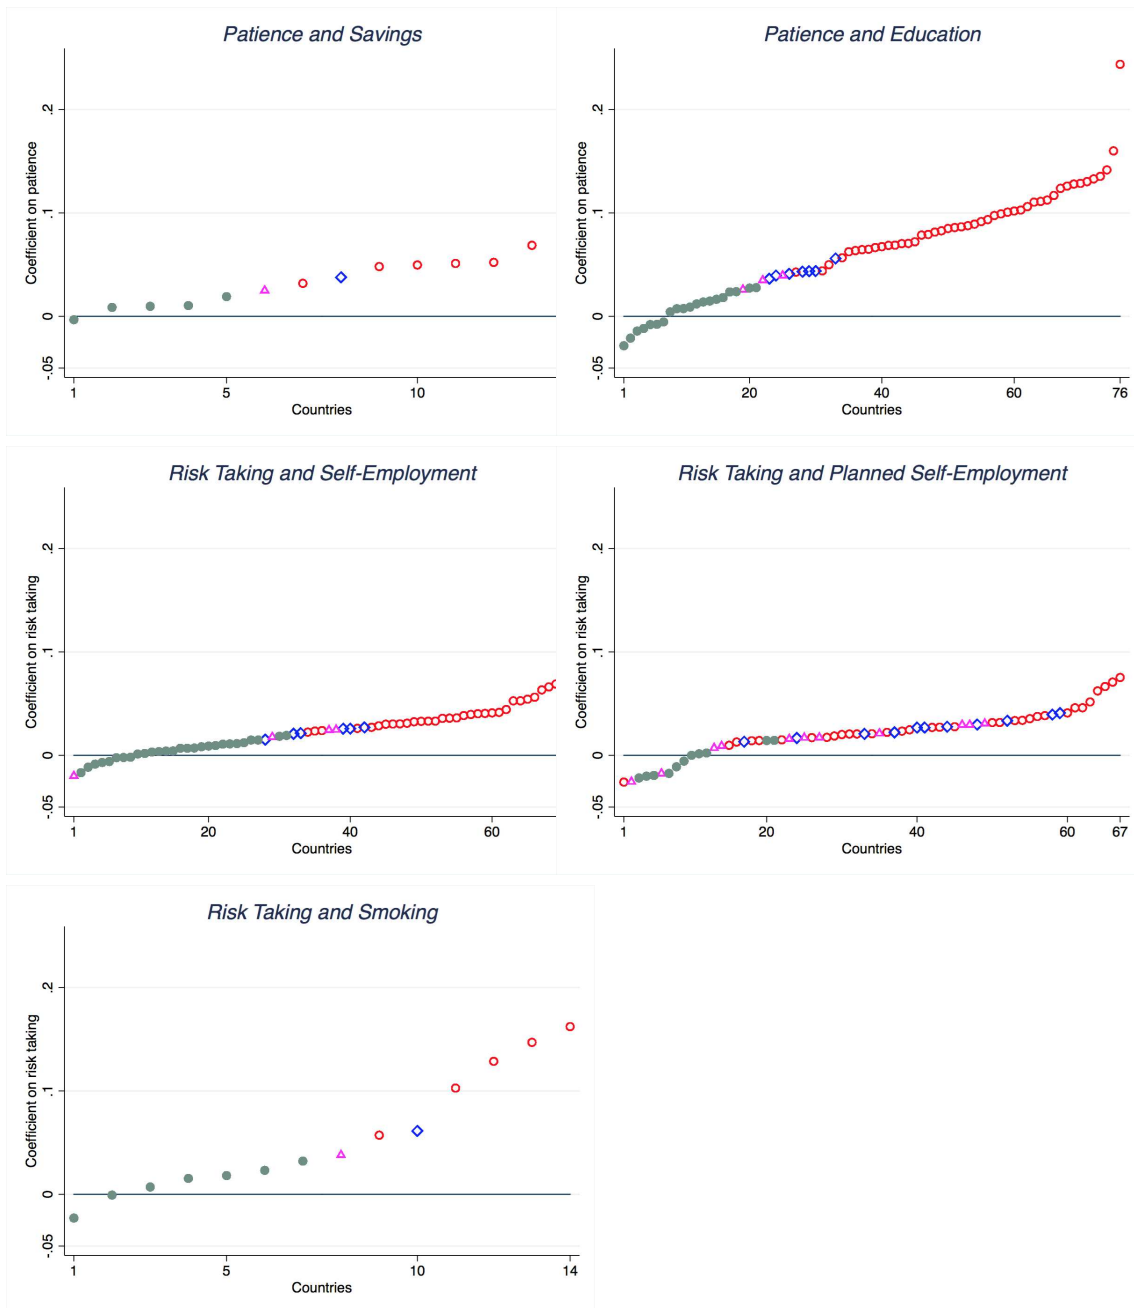 Patience and Savings
Coefficient on patience
.2
.1
0
-.05
1
5
10
Countries
Patience and Education
Coefficient on patience
.2
.1
0
-.05
1
20
40
60
76
Countries
Risk Taking and Self-Employment
Coefficient on risk taking
.2
.1
0
-.05
1
20
40
60
Countries
Risk Taking and Planned Self-Employment
Coefficient on risk taking
.2
.1
0
-.05
1
20
40
60
67
Countries
Risk Taking and Smoking
Coefficient on risk taking
.2
.1
0
-.05
1
5
10
14
Countries